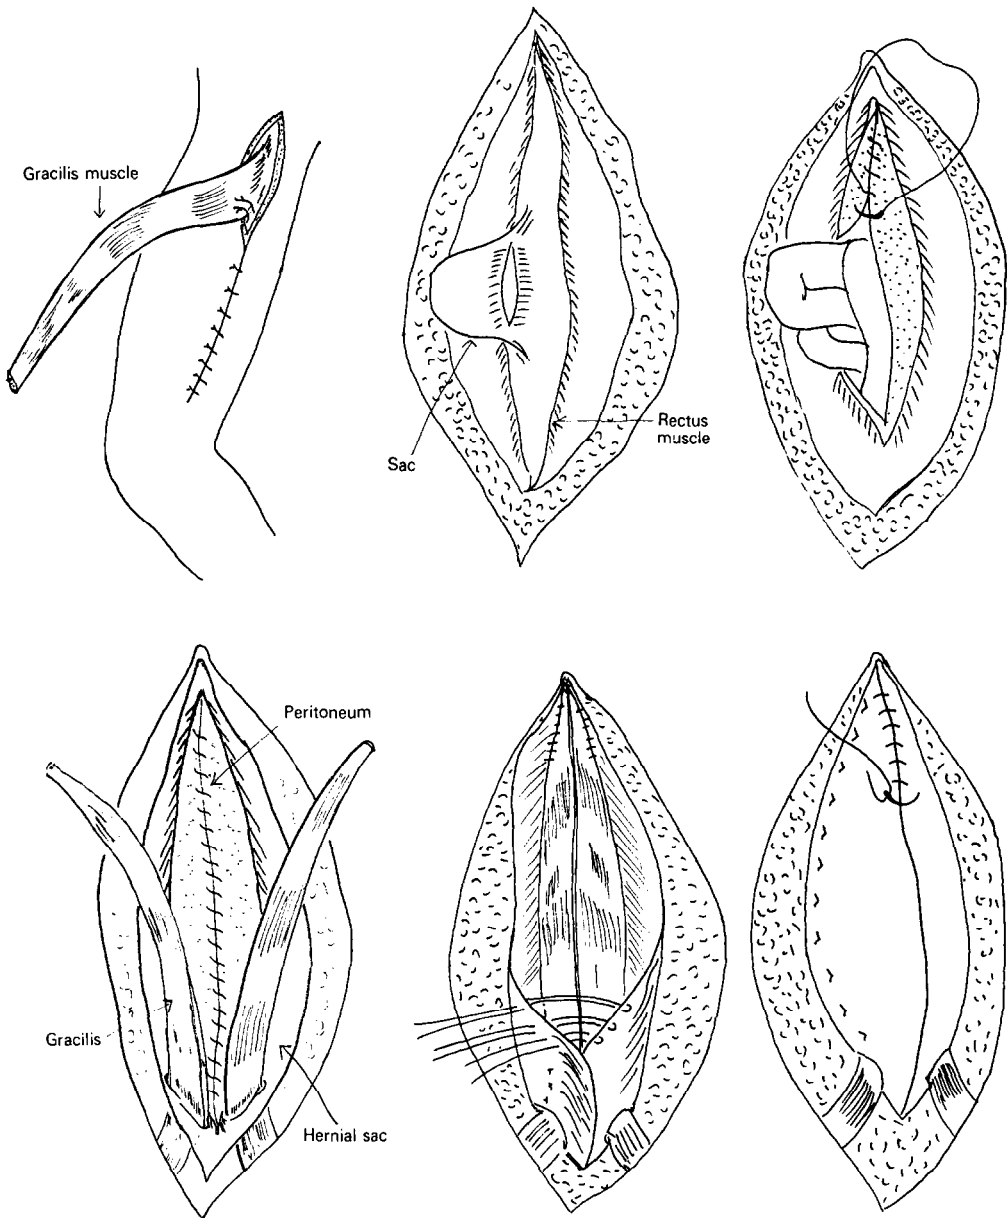 Gracilis muscle
Sac
Rectus
muscle
Peritoneum
Gracilis
Hernial sac